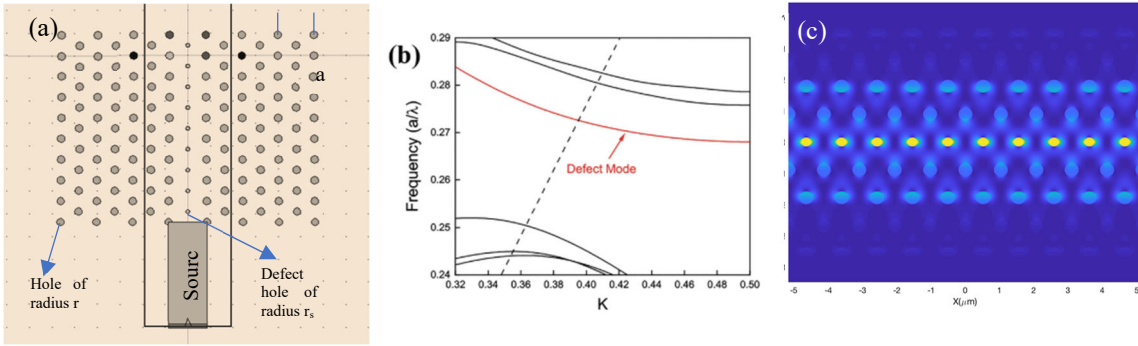 (a)
a
Sourc
Hole of
radius r
Defect
hole of
radius rs
(b)
Frequency (a/λ)
0.29
0.28
0.27
0.26
0.25
0.24
Defect Mode
0.32 0.34 0.36 0.38 0.40 0.42 0.44 0.46 0.48 0.50
K
(c)
-5 -4 -3 -2 -1 0 1 2 3 4 5
X(μm)